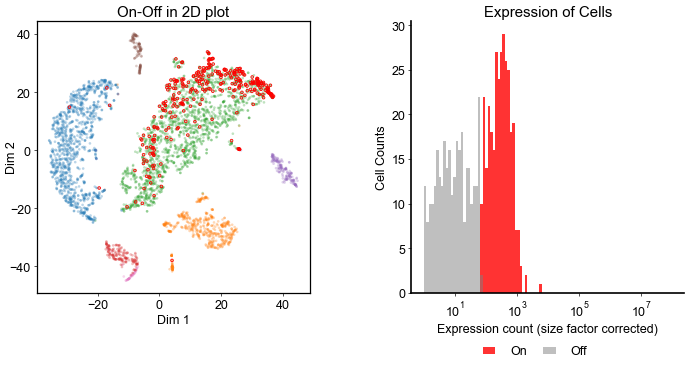 On-Off in 2D plot
40
20
0
−20
−40
Dim 2
−20
0
20
40
Dim 1
Expression of Cells
30
25
20
15
10
5
0
Cell Counts
10^1
10^3
10^5
10^7
Expression count (size factor corrected)
On
Off